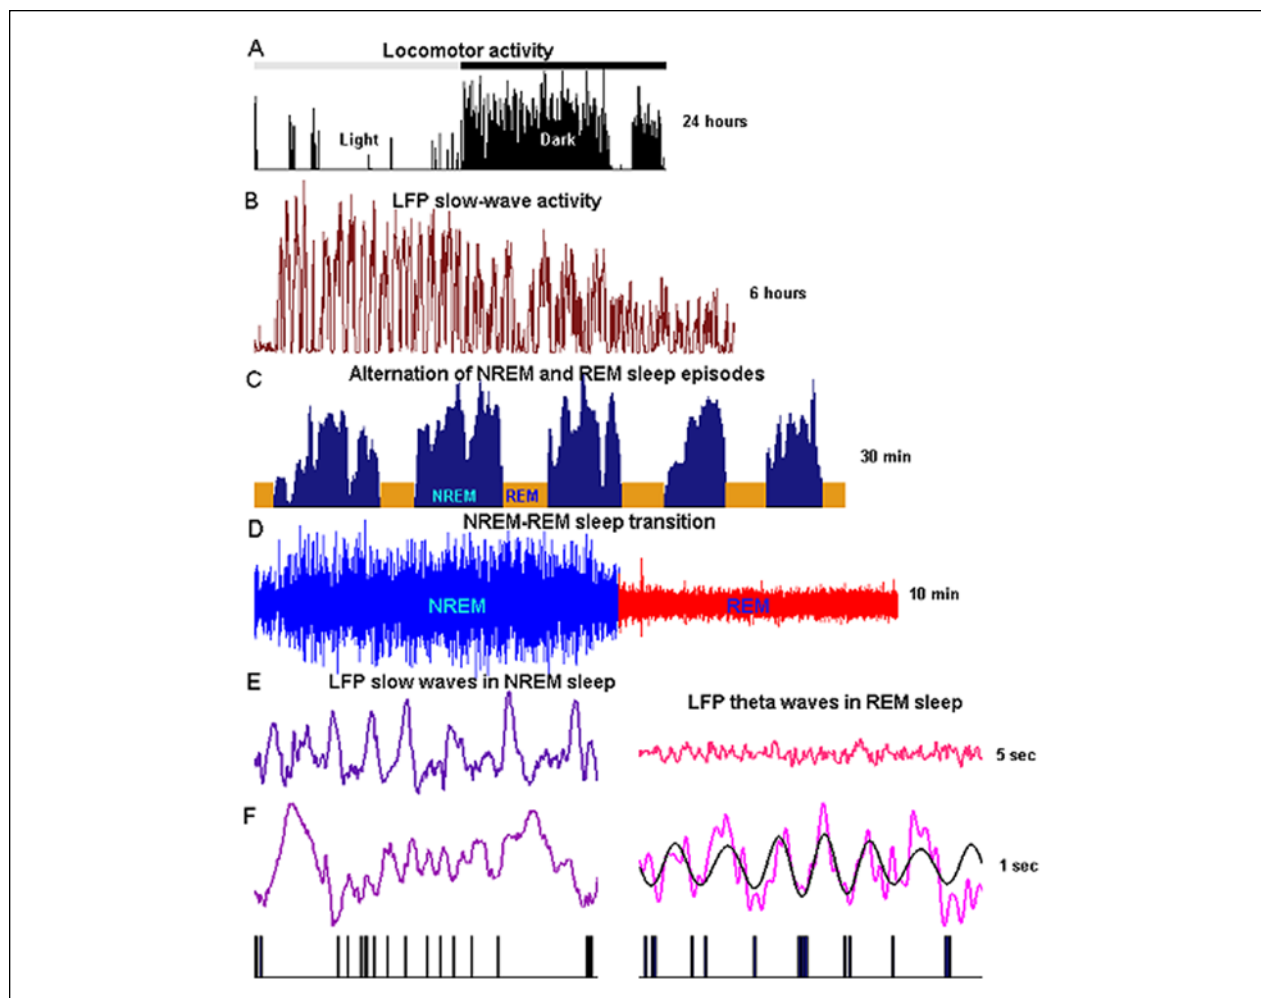 A
Locomotor activity
Light
Dark
24 hours
B
LFP slow-wave activity
6 hours
C
Alternation of NREM and REM sleep episodes
NREM
REM
30 min
D
NREM-REM sleep transition
NREM
REM
10 min
E
LFP slow waves in NREM sleep
LFP theta waves in REM sleep
5 sec
F
1 sec